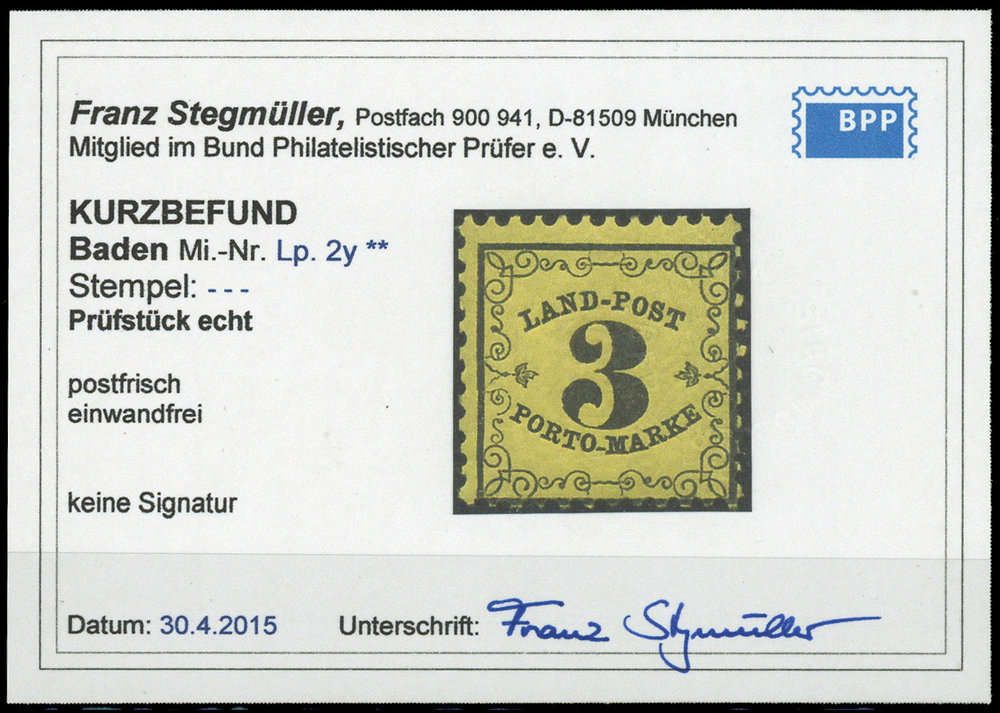 Franz Stegmüller, Postfach 900 941, D-81509 München
Mitglied im Bund Philatelistischer Prüfer e. V.
BPP
KURZBEFUND
Baden Mi.-Nr. Lp. 2y **
Stempel: - - -
Prüfstück echt
postfrisch
einwandfrei
keine Signatur
LAND-POST
3
PORTO-MARKE
Datum: 30.4.2015
Unterschrift: Franz Stegmüller